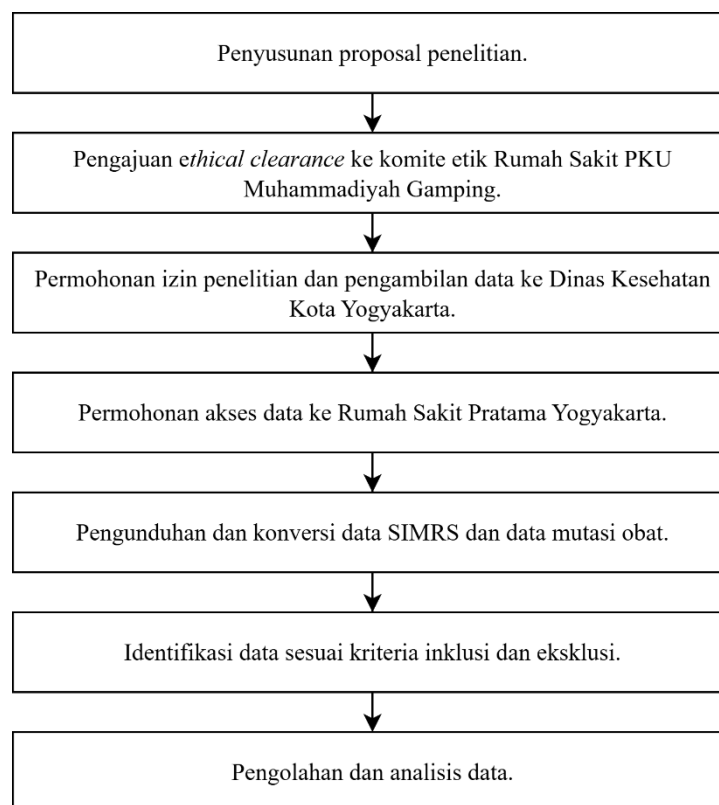 Penyusunan proposal penelitian.
Pengajuan ethical clearance ke komite etik Rumah Sakit PKU
Muhammadiyah Gamping.
Permohonan izin penelitian dan pengambilan data ke Dinas Kesehatan
Kota Yogyakarta.
Permohonan akses data ke Rumah Sakit Pratama Yogyakarta.
Pengunduhan dan konversi data SIMRS dan data mutasi obat.
Identifikasi data sesuai kriteria inklusi dan eksklusi.
Pengolahan dan analisis data.